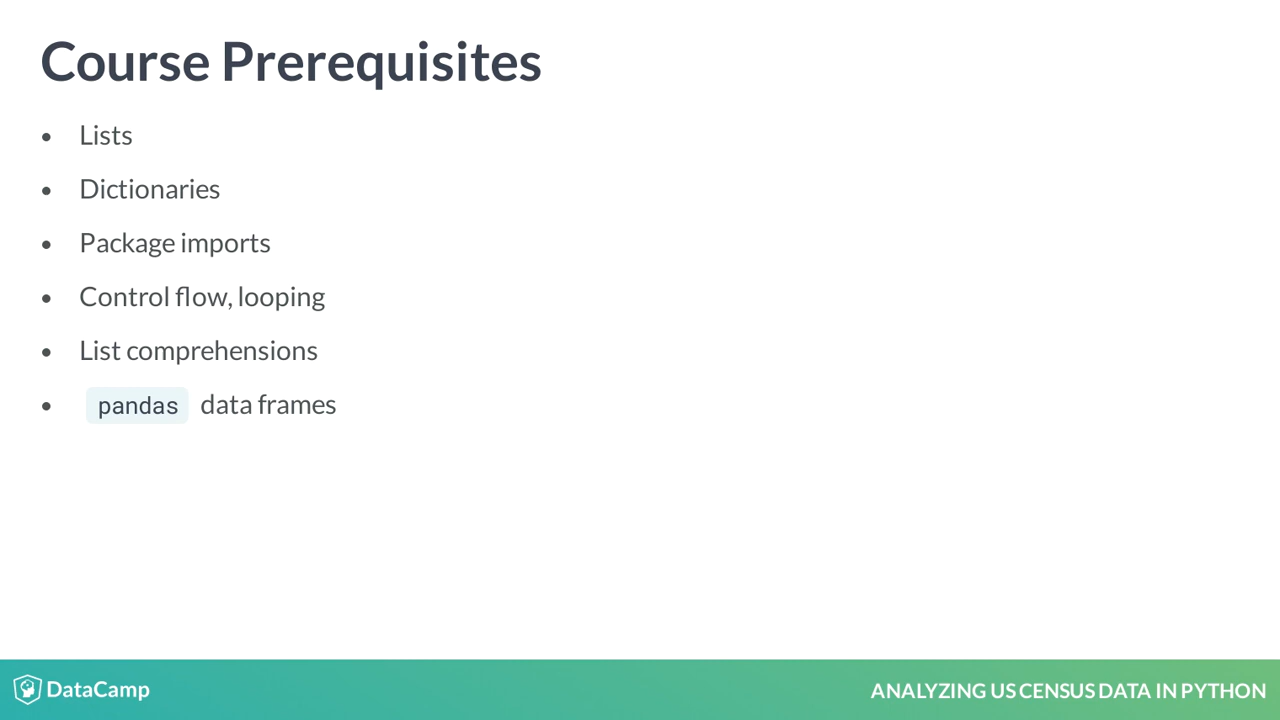 Course Prerequisites
• Lists
• Dictionaries
• Package imports
• Control flow, looping
• List comprehensions
• pandas data frames
DataCamp
ANALYZING US CENSUS DATA IN PYTHON